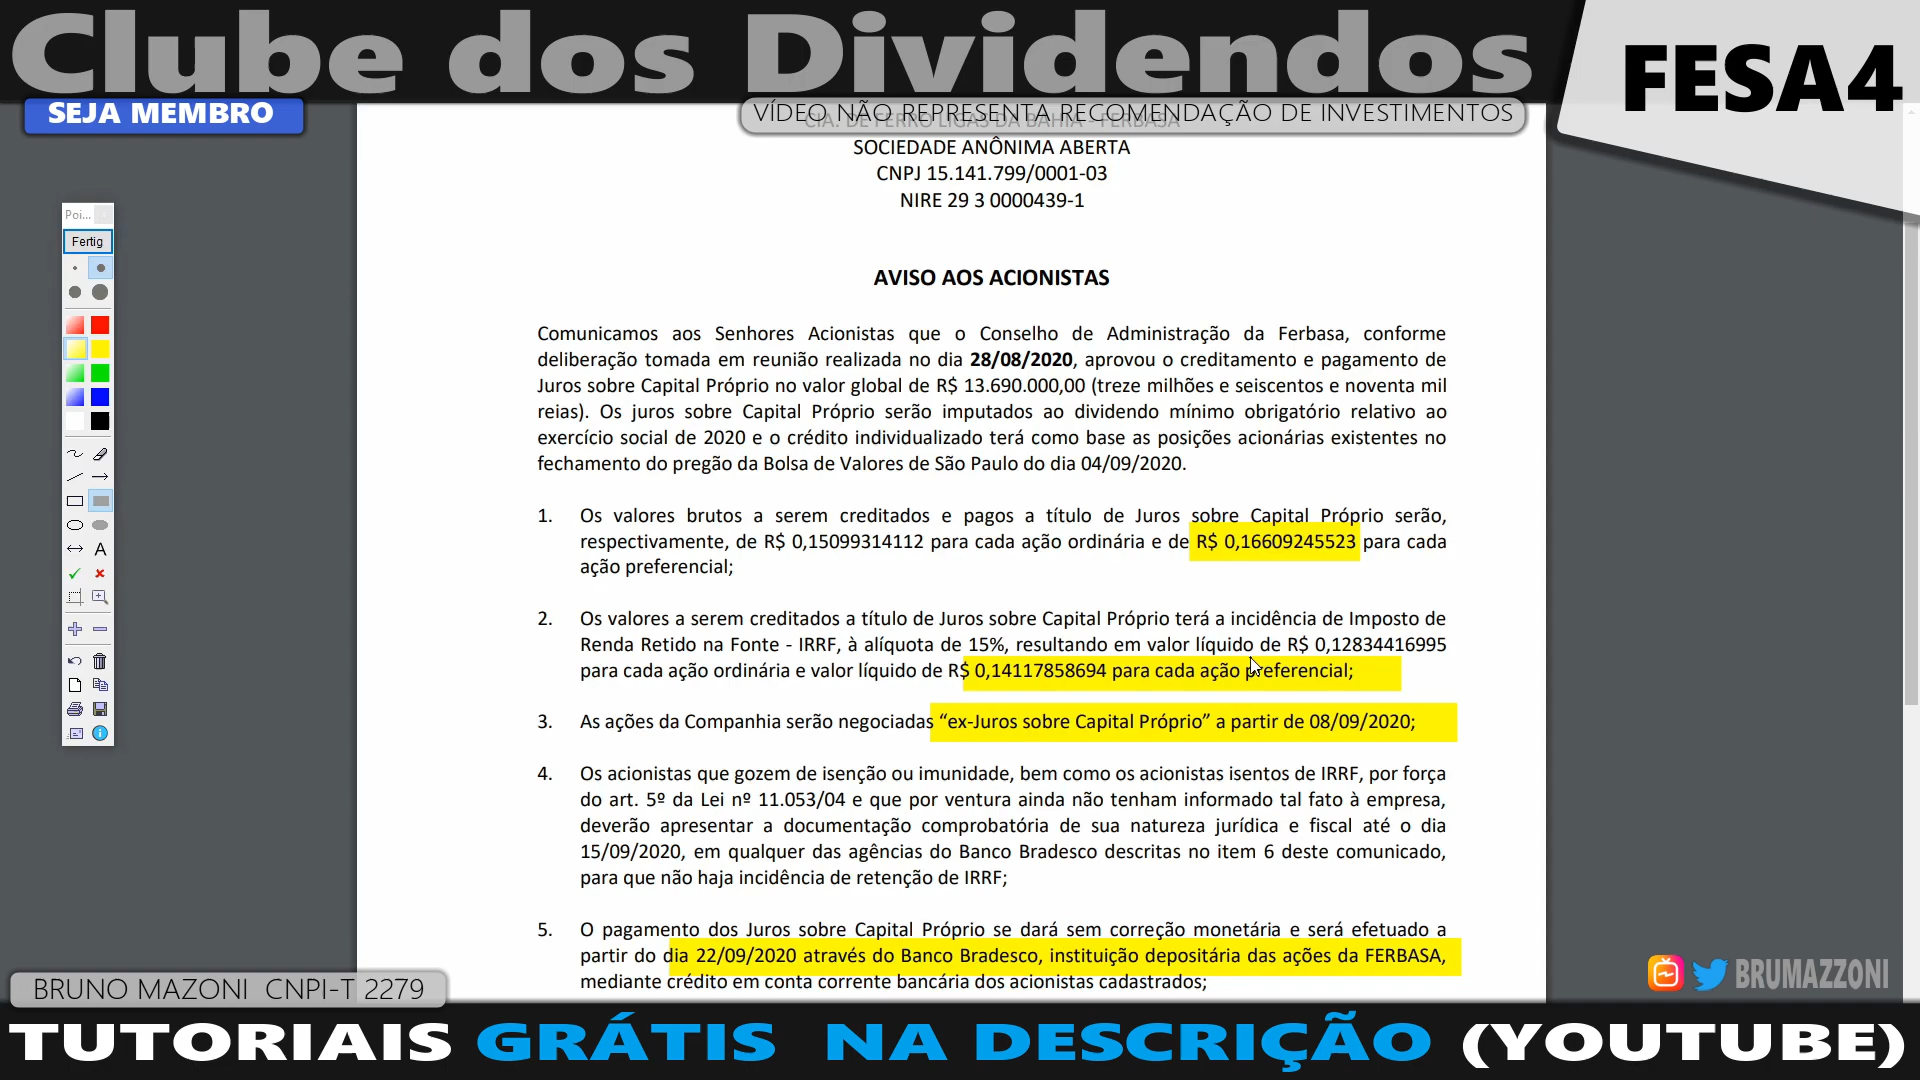 Clube dos Dividendos
FESA4
SEJA MEMBRO
VÍDEO NÃO REPRESENTA RECOMENDAÇÃO DE INVESTIMENTOS
CIA. DE FERRO LIGAS DA BAHIA - FERBASA
SOCIEDADE ANÔNIMA ABERTA
CNPJ 15.141.799/0001-03
NIRE 29 3 0000439-1
Poi...
Fertig
A
AVISO AOS ACIONISTAS
Comunicamos aos Senhores Acionistas que o Conselho de Administração da Ferbasa, conforme
deliberação tomada em reunião realizada no dia 28/08/2020, aprovou o creditamento e pagamento de
Juros sobre Capital Próprio no valor global de R$ 13.690.000,00 (treze milhões e seiscentos e noventa mil
reias). Os juros sobre Capital Próprio serão imputados ao dividendo mínimo obrigatório relativo ao
exercício social de 2020 e o crédito individualizado terá como base as posições acionárias existentes no
fechamento do pregão da Bolsa de Valores de São Paulo do dia 04/09/2020.
1. Os valores brutos a serem creditados e pagos a título de Juros sobre Capital Próprio serão,
respectivamente, de R$ 0,15099314112 para cada ação ordinária e de R$ 0,16609245523 para cada
ação preferencial;
2. Os valores a serem creditados a título de Juros sobre Capital Próprio terá a incidência de Imposto de
Renda Retido na Fonte - IRRF, à alíquota de 15%, resultando em valor líquido de R$ 0,12834416995
para cada ação ordinária e valor líquido de R$ 0,14117858694 para cada ação preferencial;
3. As ações da Companhia serão negociadas “ex-Juros sobre Capital Próprio” a partir de 08/09/2020;
4. Os acionistas que gozem de isenção ou imunidade, bem como os acionistas isentos de IRRF, por força
do art. 5º da Lei nº 11.053/04 e que por ventura ainda não tenham informado tal fato à empresa,
deverão apresentar a documentação comprobatória de sua natureza jurídica e fiscal até o dia
15/09/2020, em qualquer das agências do Banco Bradesco descritas no item 6 deste comunicado,
para que não haja incidência de retenção de IRRF;
5. O pagamento dos Juros sobre Capital Próprio se dará sem correção monetária e será efetuado a
partir do dia 22/09/2020 através do Banco Bradesco, instituição depositária das ações da FERBASA,
mediante crédito em conta corrente bancária dos acionistas cadastrados;
BRUNO MAZONI CNPI-T 2279
BRUMAZZONI
TUTORIAIS GRÁTIS NA DESCRIÇÃO (YOUTUBE)